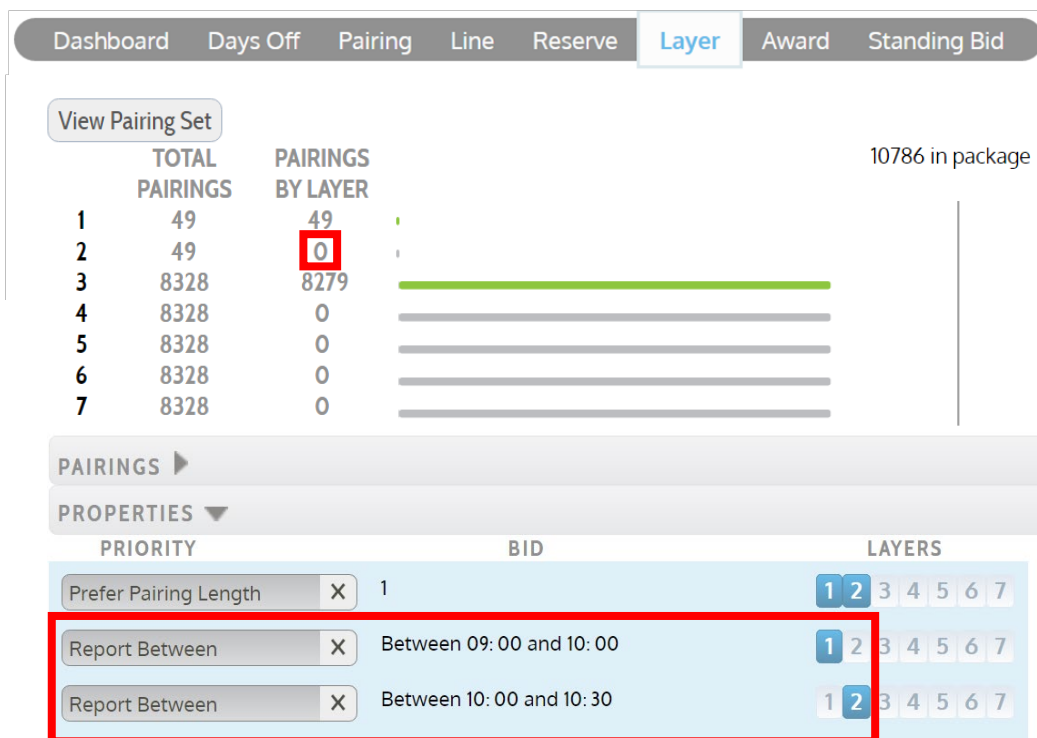 Dashboard Days Off Pairing Line Reserve Layer Award Standing Bid
View Pairing Set
TOTAL PAIRINGS 10786 in package
PAIRINGS BY LAYER
1 49 49
2 49 0
3 8328 8279
4 8328 0
5 8328 0
6 8328 0
7 8328 0
PAIRINGS
PROPERTIES
PRIORITY BID LAYERS
Prefer Pairing Length X 1 1 2 3 4 5 6 7
Report Between X Between 09:00 and 10:00 1 2 3 4 5 6 7
Report Between X Between 10:00 and 10:30 1 2 3 4 5 6 7